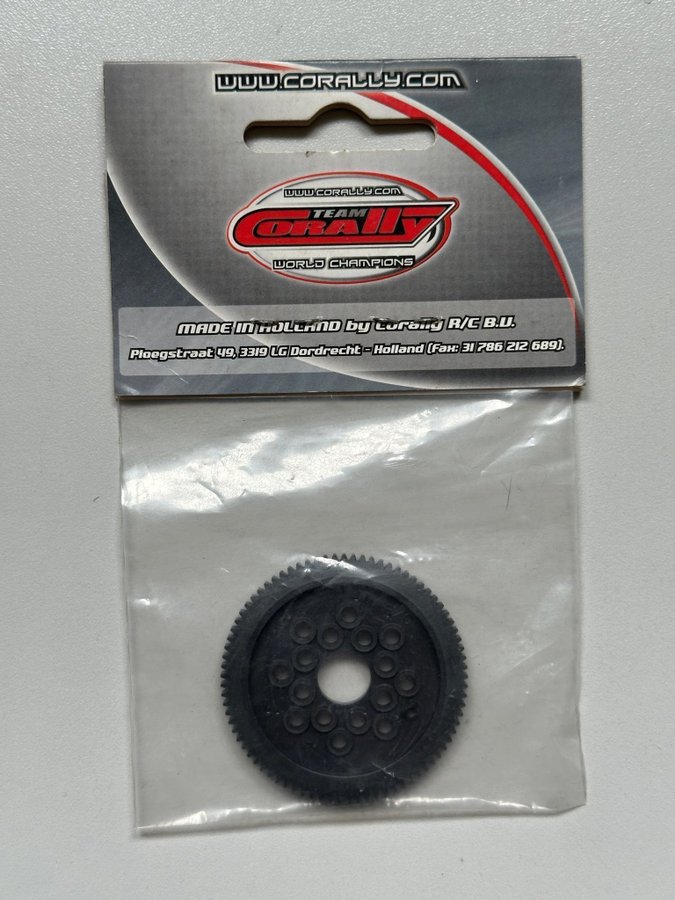 WWW.CORALLY.COM
WWW.CORALLY.COM
TEAM
CORALLY
WORLD CHAMPIONS
MADE IN HOLLAND by Corally R/C B.V.
Ploegstraat 49, 3319 LG Dordrecht - Holland (Fax: 31 786 212 689).